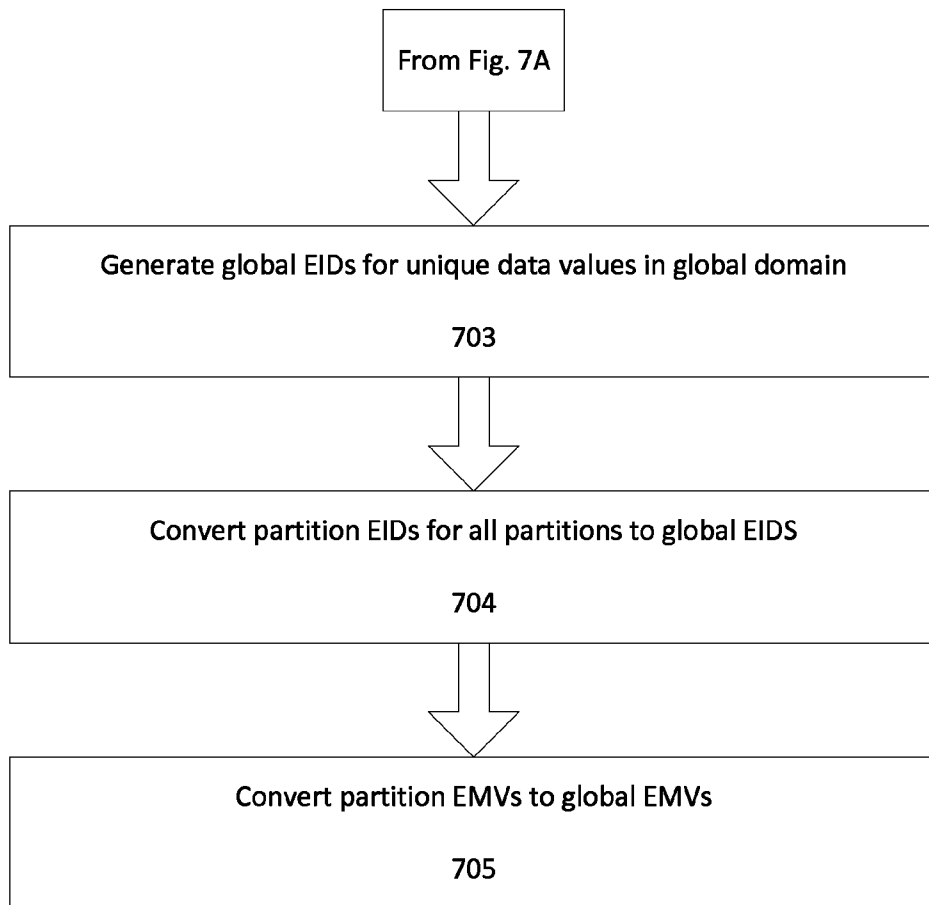 From Fig. 7A
Generate global EIDs for unique data values in global domain
703
Convert partition EIDs for all partitions to global EIDS
704
Convert partition EMVs to global EMVs
705